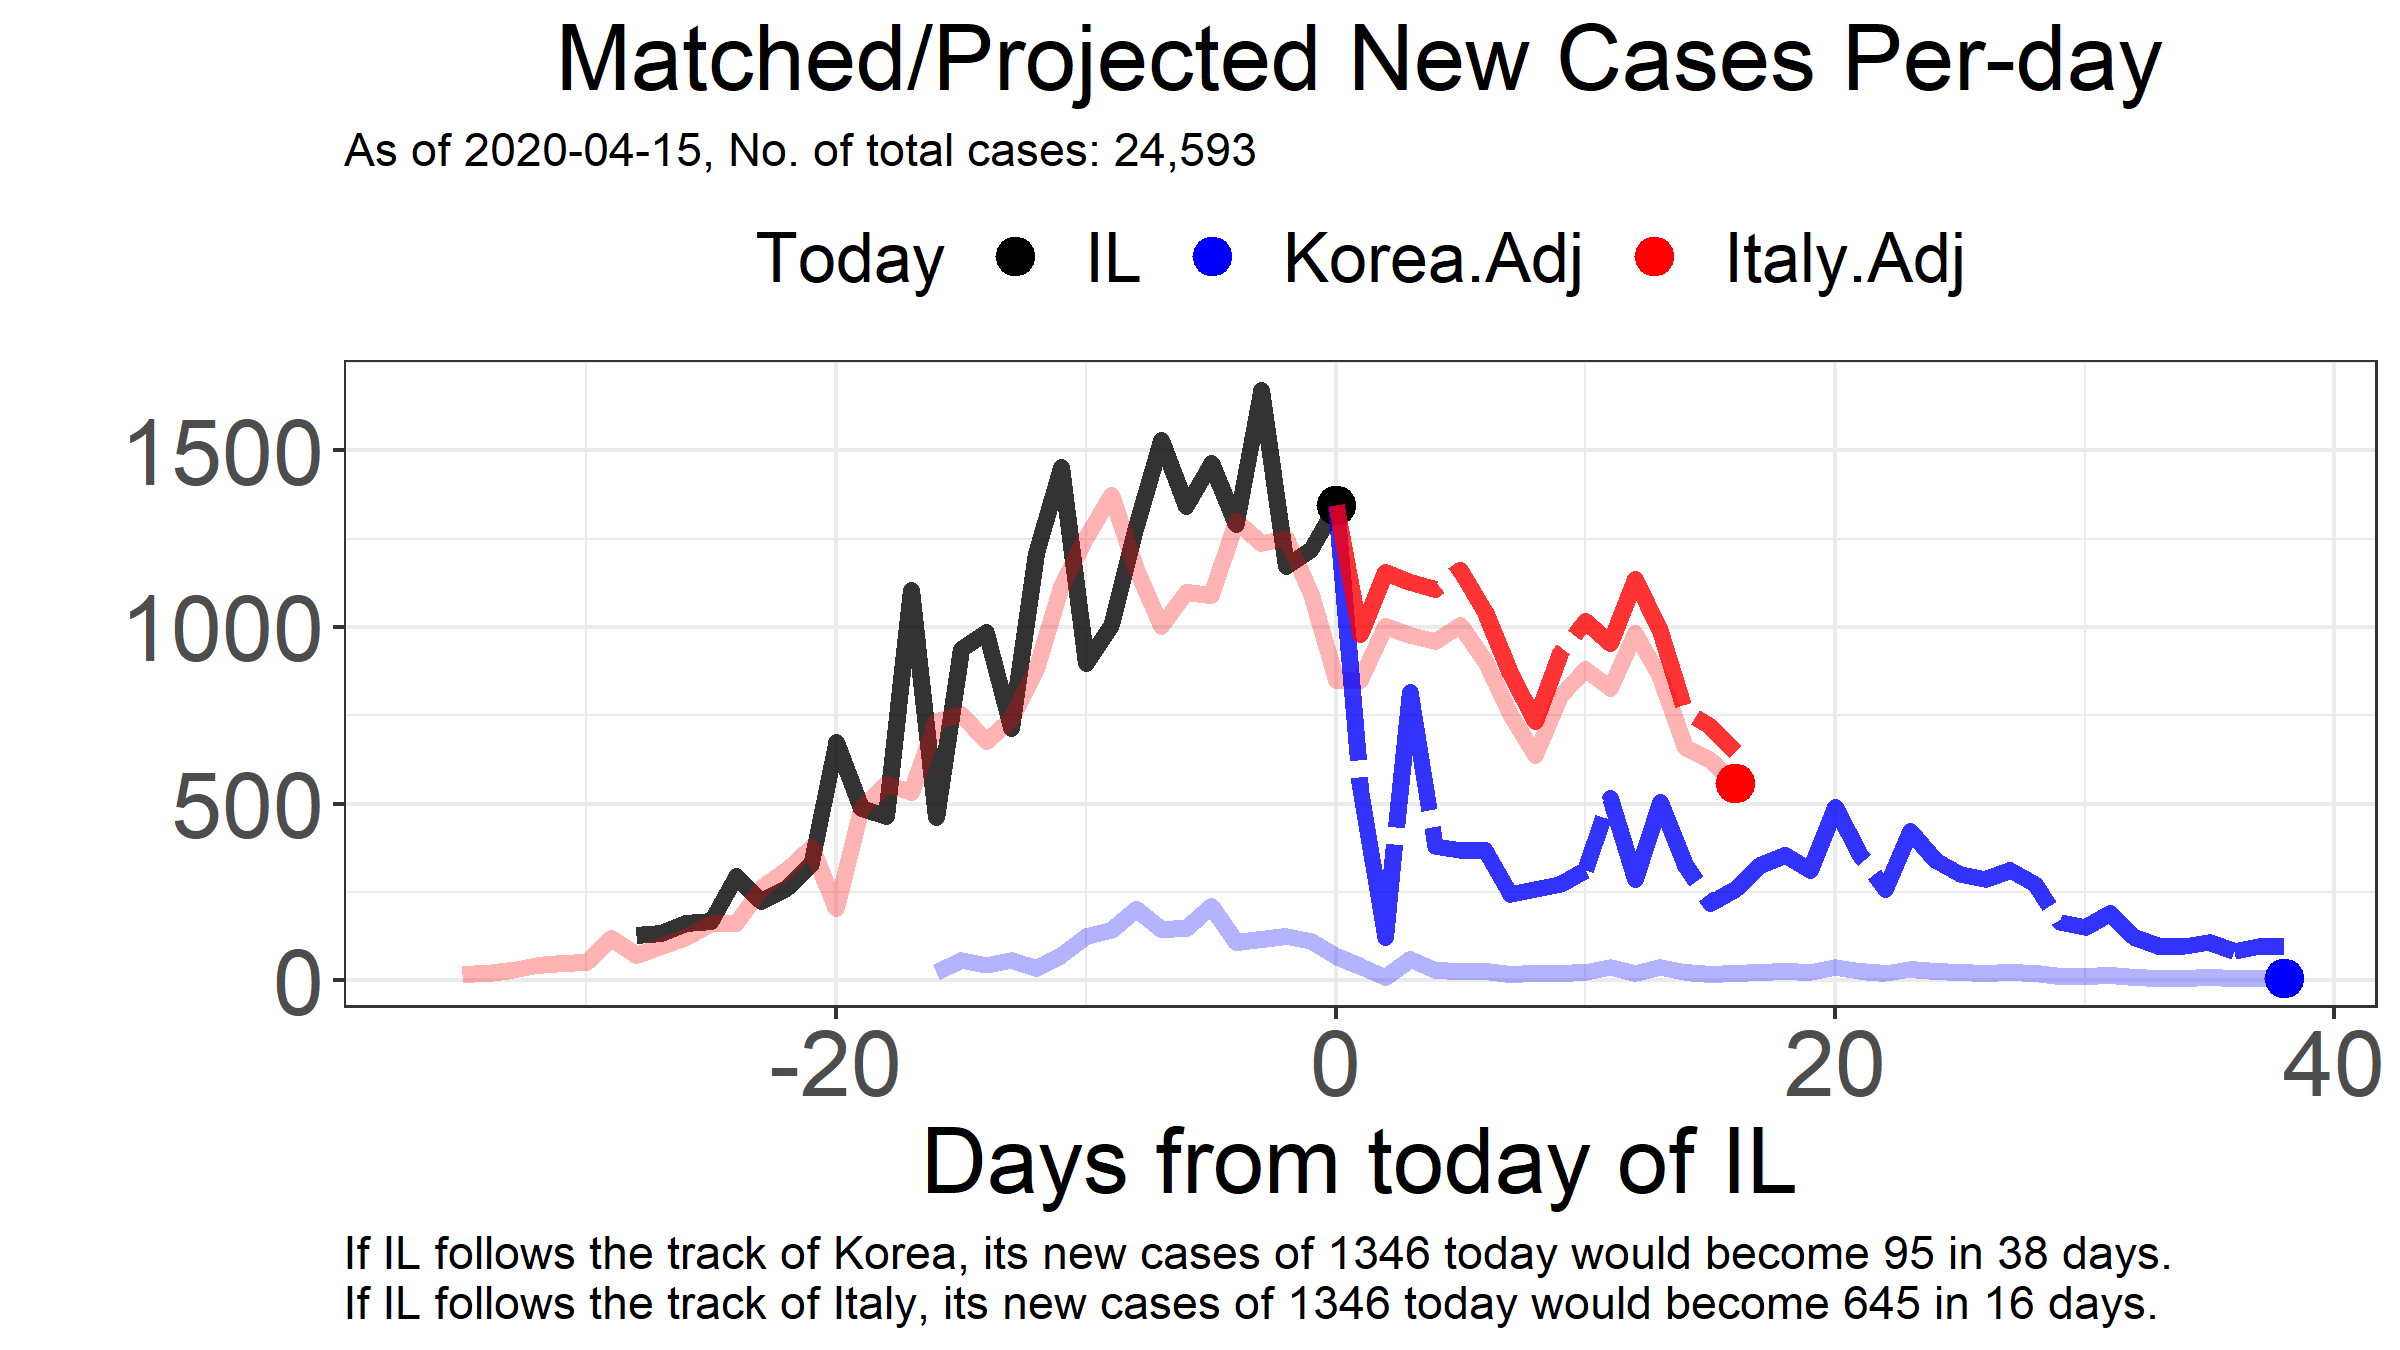 Matched/Projected New Cases Per-day
As of 2020-04-15, No. of total cases: 24,593
Today IL Korea.Adj Italy.Adj
1500
1000
500
0
-20 0 20 40
Days from today of IL
If IL follows the track of Korea, its new cases of 1346 today would become 95 in 38 days.
If IL follows the track of Italy, its new cases of 1346 today would become 645 in 16 days.